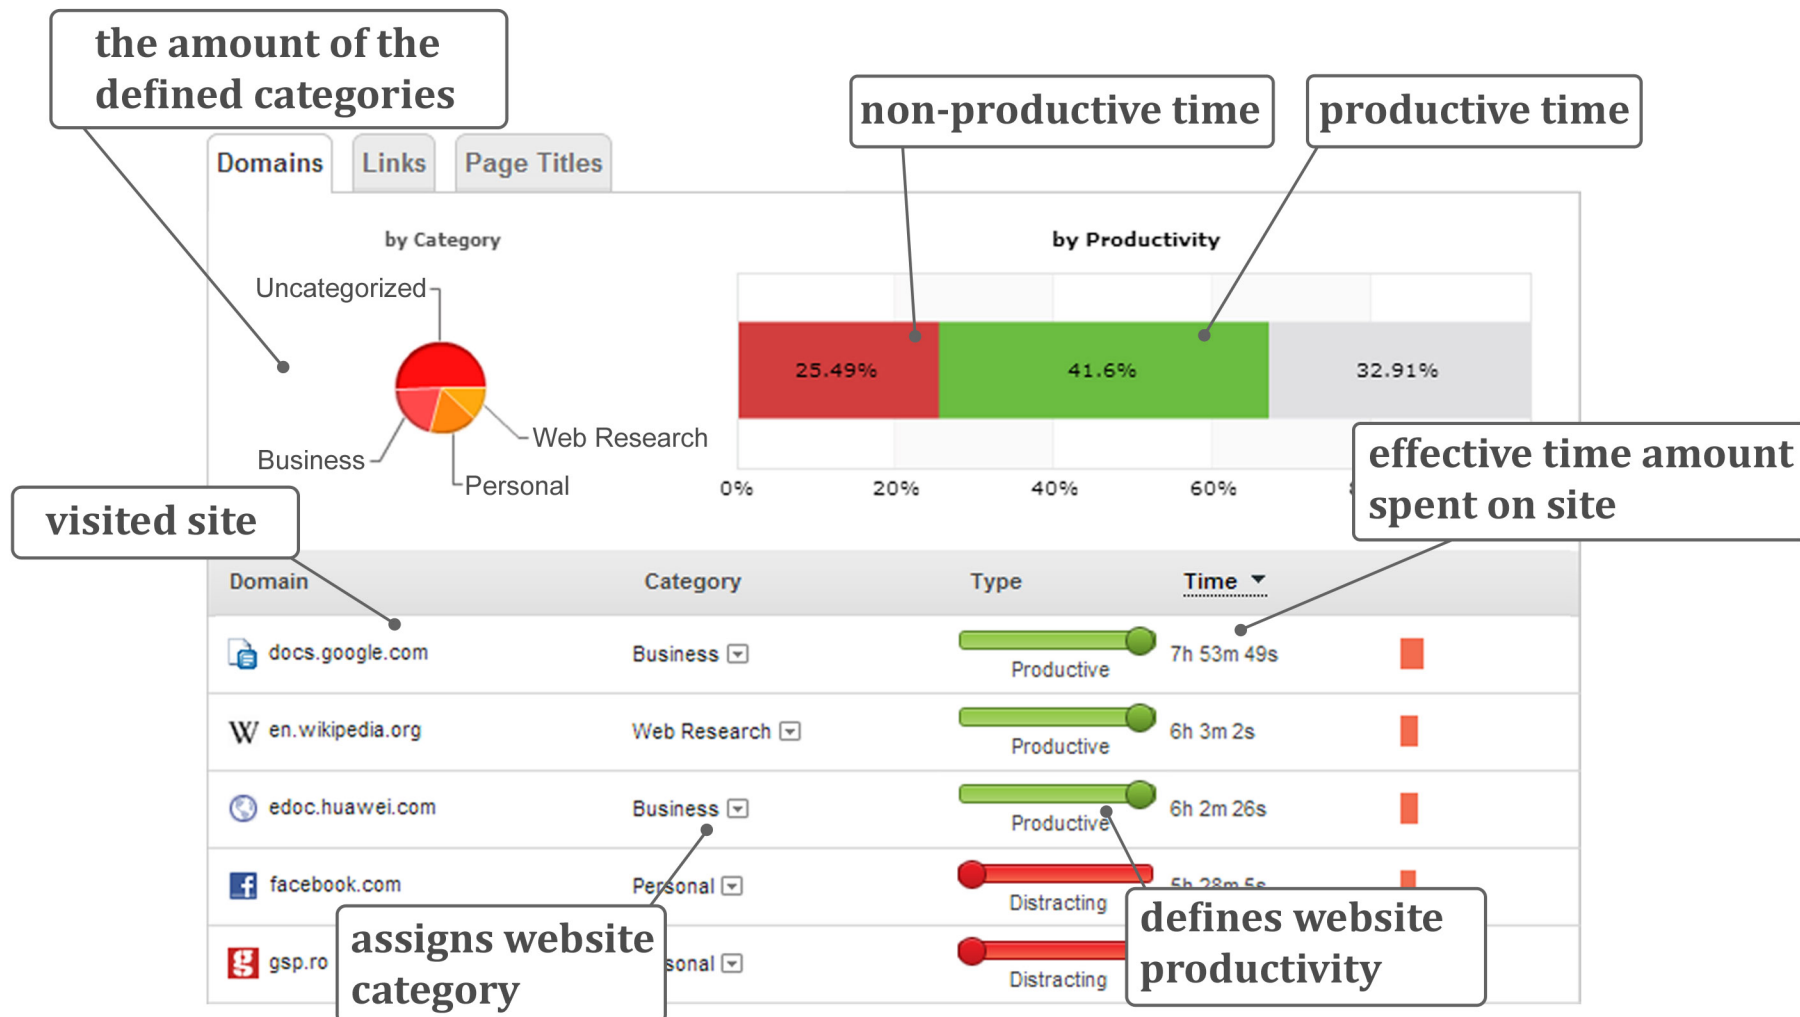 the amount of the
defined categories
non-productive time
productive time
Domains
Links
Page Titles
by Category
by Productivity
Uncategorized
Web Research
Business
Personal
25.49%
41.6%
32.91%
0%
20%
40%
60%
effective time amount
spent on site
visited site
Domain
Category
Type
Time
docs.google.com
Business
Productive
7h 53m 49s
W
en.wikipedia.org
Web Research
Productive
6h 3m 2s
edoc.huawei.com
Business
Productive
6h 2m 26s
f
facebook.com
Personal
Distracting
5h 28m 5s
g
gsp.ro
sonal
Distracting
assigns website
category
defines website
productivity